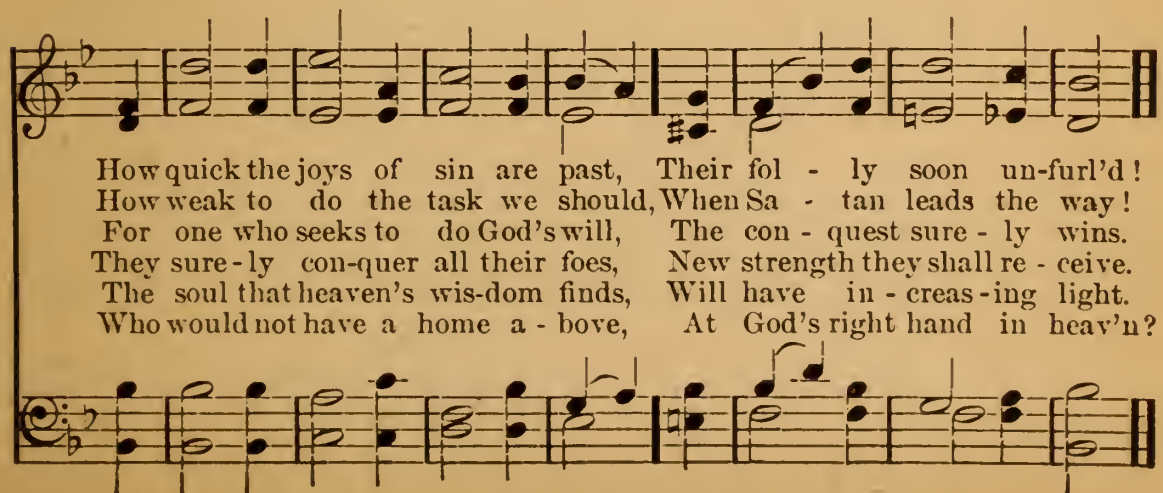 How quick the joys of sin are past, Their fol - ly soon un-furl'd!
How weak to do the task we should, When Sa - tan leads the way!
For one who seeks to do God's will, The con - quest sure - ly wins.
They sure - ly con-quer all their foes, New strength they shall re - ceive.
The soul that heaven's wis-dom finds, Will have in - creas - ing light.
Who would not have a home a - bove, At God's right hand in heav'n?